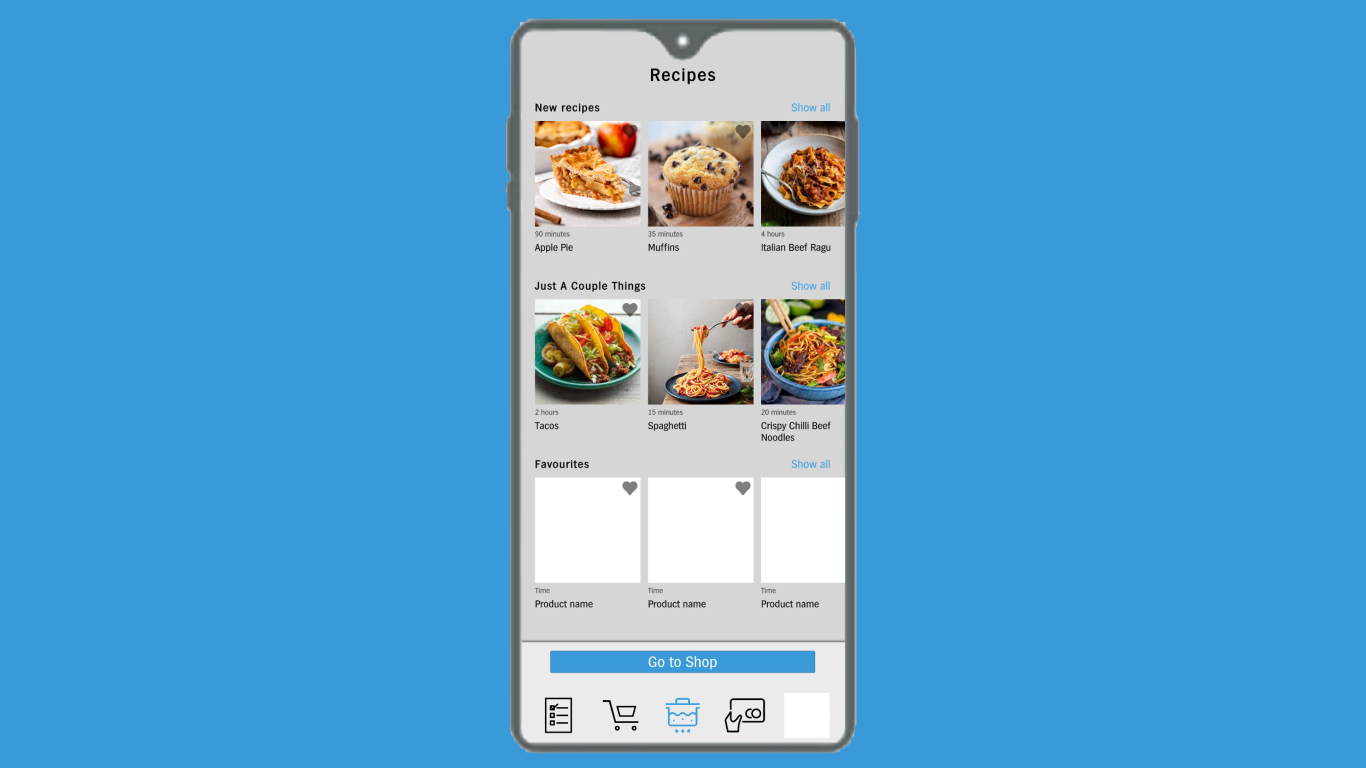 Recipes
New recipes Show all
90 minutes 35 minutes 4 hours
Apple Pie Muffins Italian Beef Ragu
Just A Couple Things Show all
2 hours 15 minutes 20 minutes
Tacos Spaghetti Crispy Chilli Beef
Noodles
Favourites Show all
Time Time Time
Product name Product name Product name
Go to Shop